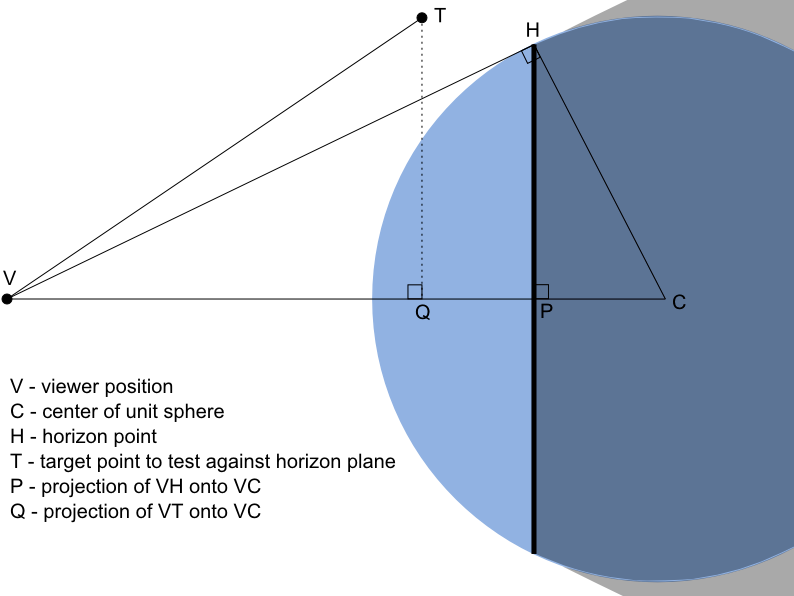 T
H
V
Q
P
C
V - viewer position
C - center of unit sphere
H - horizon point
T - target point to test against horizon plane
P - projection of VH onto VC
Q - projection of VT onto VC